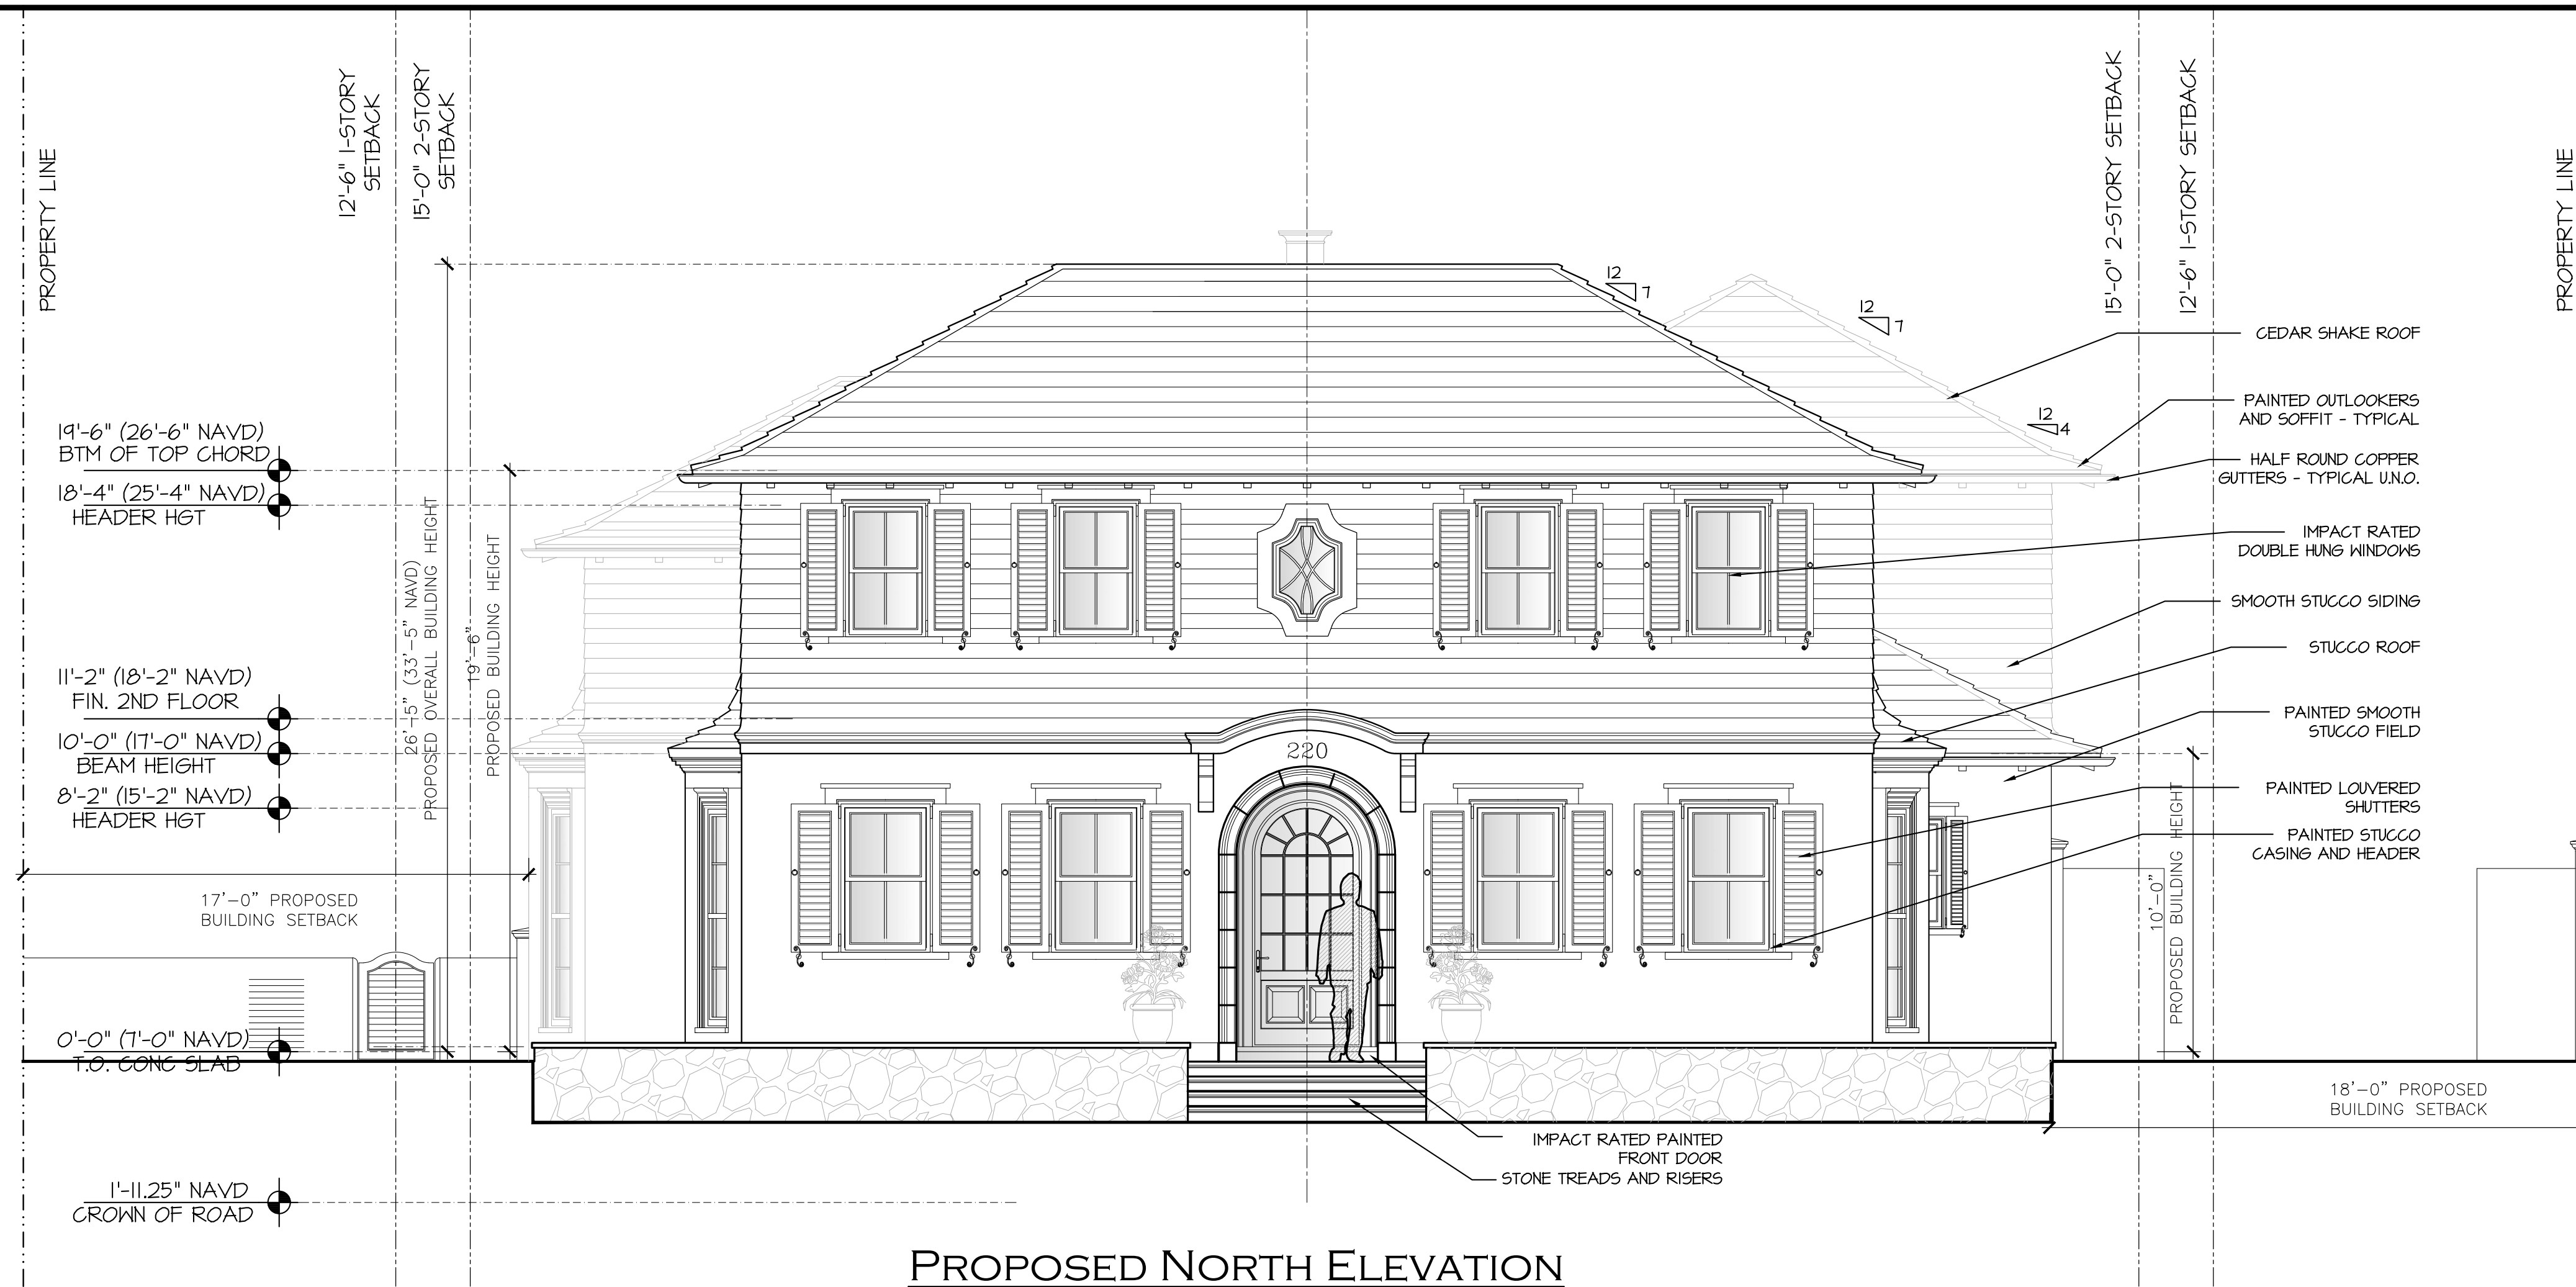 PROPERTY LINE
12'-6" 1-STORY
SETBACK
15'-0" 2-STORY
SETBACK
15'-0" 2-STORY SETBACK
12'-6" 1-STORY SETBACK
PROPERTY LINE
12
7
12
7
12
4
CEDAR SHAKE ROOF
PAINTED OUTLOOKERS
AND SOFFIT - TYPICAL
HALF ROUND COPPER
GUTTERS - TYPICAL U.N.O.
IMPACT RATED
DOUBLE HUNG WINDOWS
SMOOTH STUCCO SIDING
STUCCO ROOF
PAINTED SMOOTH
STUCCO FIELD
PAINTED LOUVERED
SHUTTERS
PAINTED STUCCO
CASING AND HEADER
19'-6" (26'-6" NAVD)
BTM OF TOP CHORD
18'-4" (25'-4" NAVD)
HEADER HGT
11'-2" (18'-2" NAVD)
FIN. 2ND FLOOR
10'-0" (17'-0" NAVD)
BEAM HEIGHT
8'-2" (15'-2" NAVD)
HEADER HGT
26'-5" (33'-5" NAVD)
PROPOSED OVERALL BUILDING HEIGHT
19'-6"
PROPOSED BUILDING HEIGHT
220
10'-0"
PROPOSED BUILDING HEIGHT
17'-0" PROPOSED
BUILDING SETBACK
0'-0" (7'-0" NAVD)
T.O. CONC SLAB
18'-0" PROPOSED
BUILDING SETBACK
IMPACT RATED PAINTED
FRONT DOOR
STONE TREADS AND RISERS
1'-11.25" NAVD
CROWN OF ROAD
PROPOSED NORTH ELEVATION